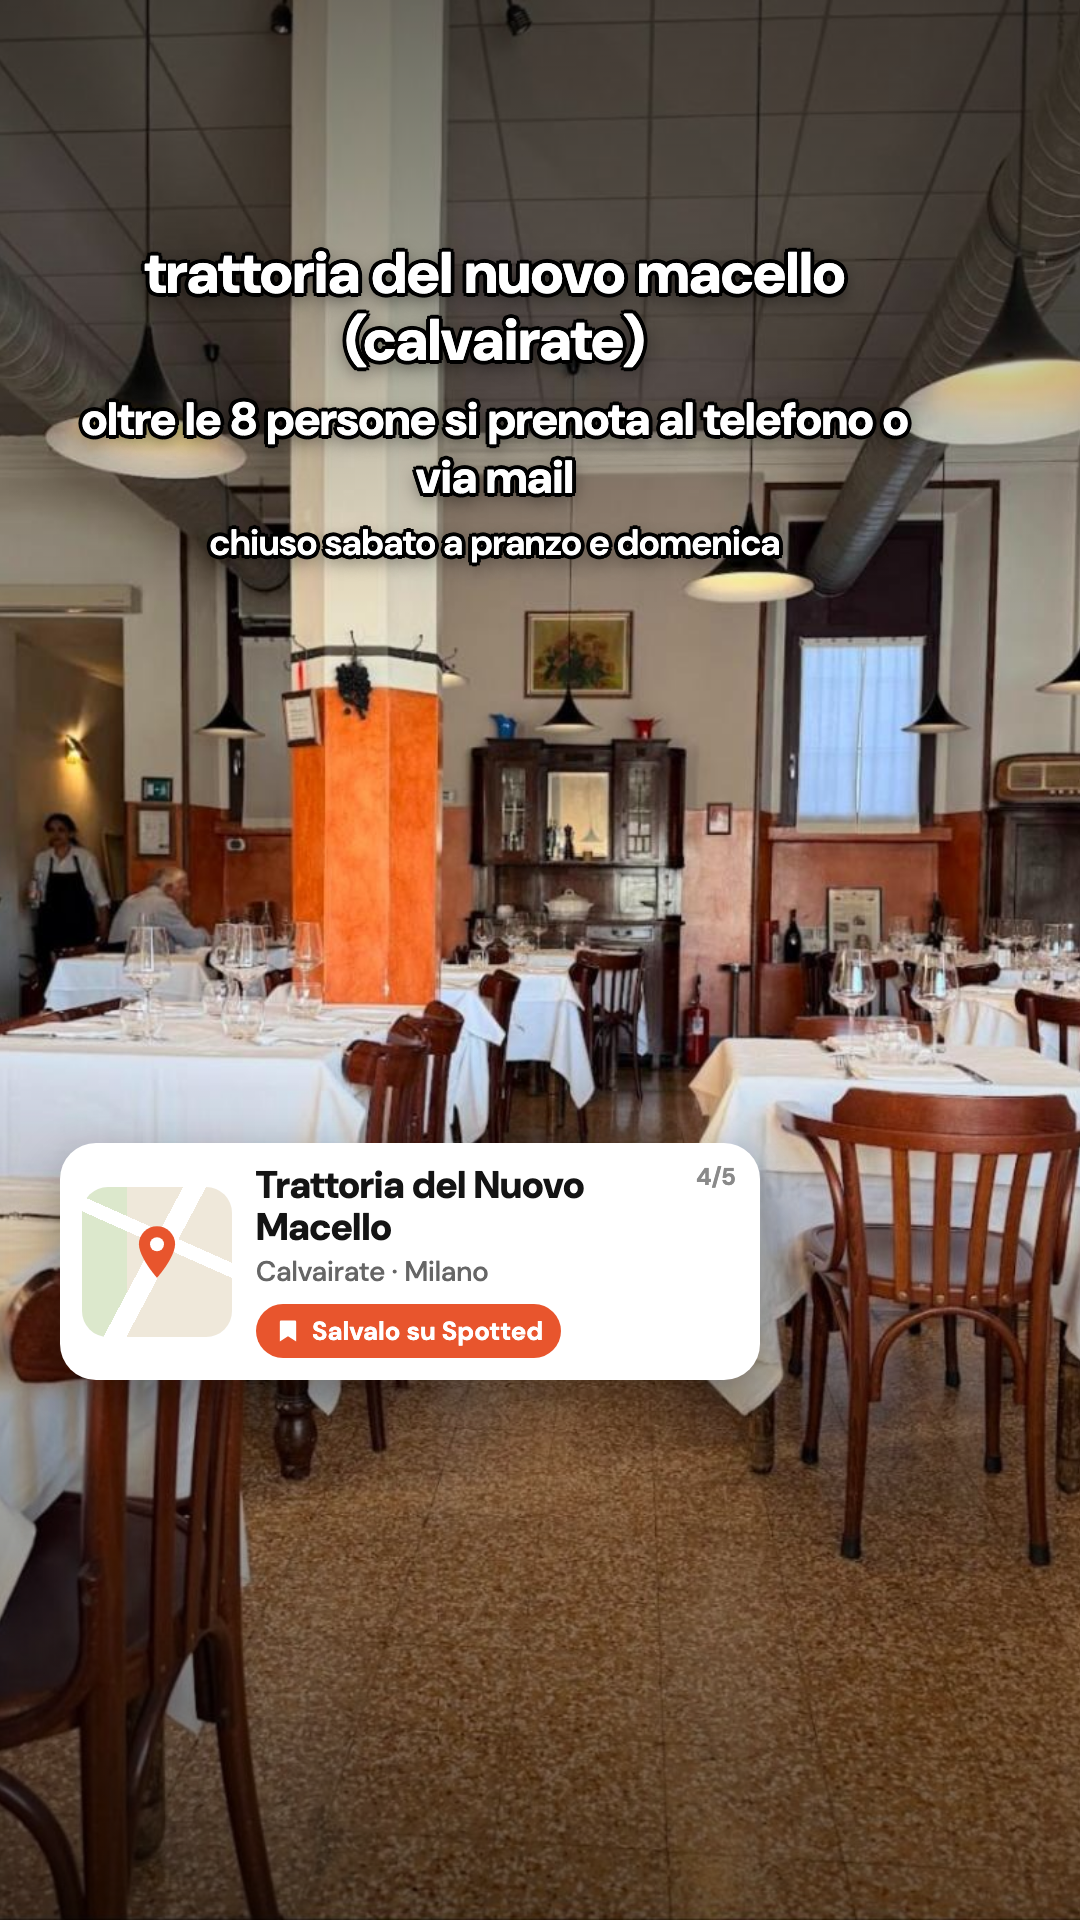 trattoria del nuovo macello
(calvairate)
oltre le 8 persone si prenota al telefono o
via mail
chiuso sabato a pranzo e domenica
Trattoria del Nuovo
Macello
4/5
Calvairate · Milano
Salvalo su Spotted